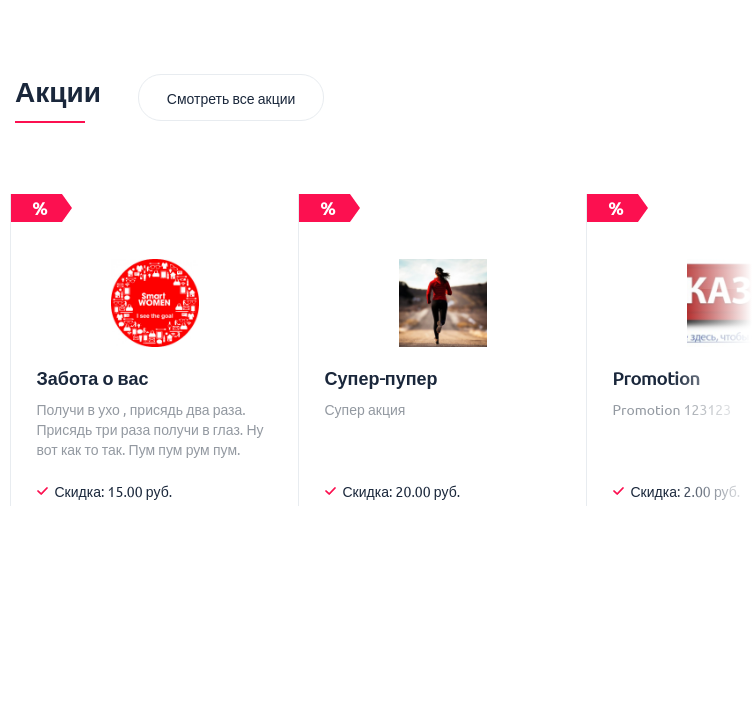 Акции
Смотреть все акции
%
%
%
Smart
WOMEN
I see the goal
КАЗ
здесь, чтобы
Забота о вас
Супер-пупер
Promotion
Получи в ухо , присядь два раза.
Присядь три раза получи в глаз. Ну
вот как то так. Пум пум рум пум.
Супер акция
Promotion 123123
Скидка: 15.00 руб.
Скидка: 20.00 руб.
Скидка: 2.00 руб.